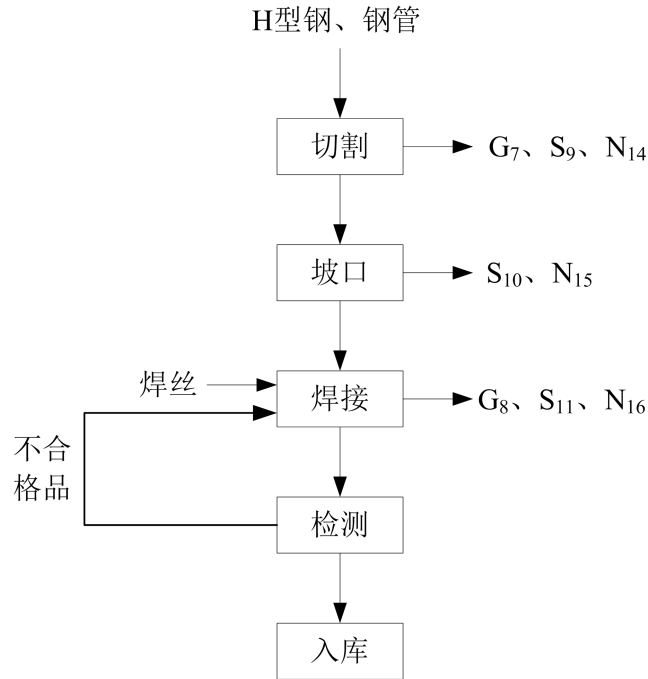 H型钢、钢管
切割
G₇、S₉、N₁₄
坡口
S₁₀、N₁₅
焊丝
焊接
G₈、S₁₁、N₁₆
不合
格品
检测
入库